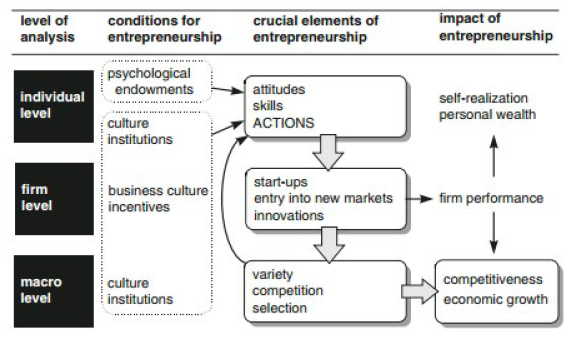 level of
analysis
conditions for
entrepreneurship
crucial elements of
entrepreneurship
impact of
entrepreneurship
individual
level
psychological
endowments
culture
institutions
attitudes
skills
ACTIONS
self-realization
personal wealth
firm
level
business culture
incentives
start-ups
entry into new markets
innovations
firm performance
macro
level
culture
institutions
variety
competition
selection
competitiveness
economic growth